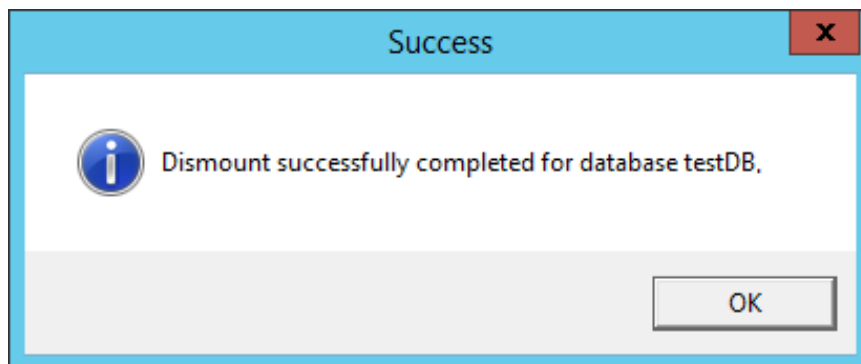 Success
x
Dismount successfully completed for database testDB,
OK